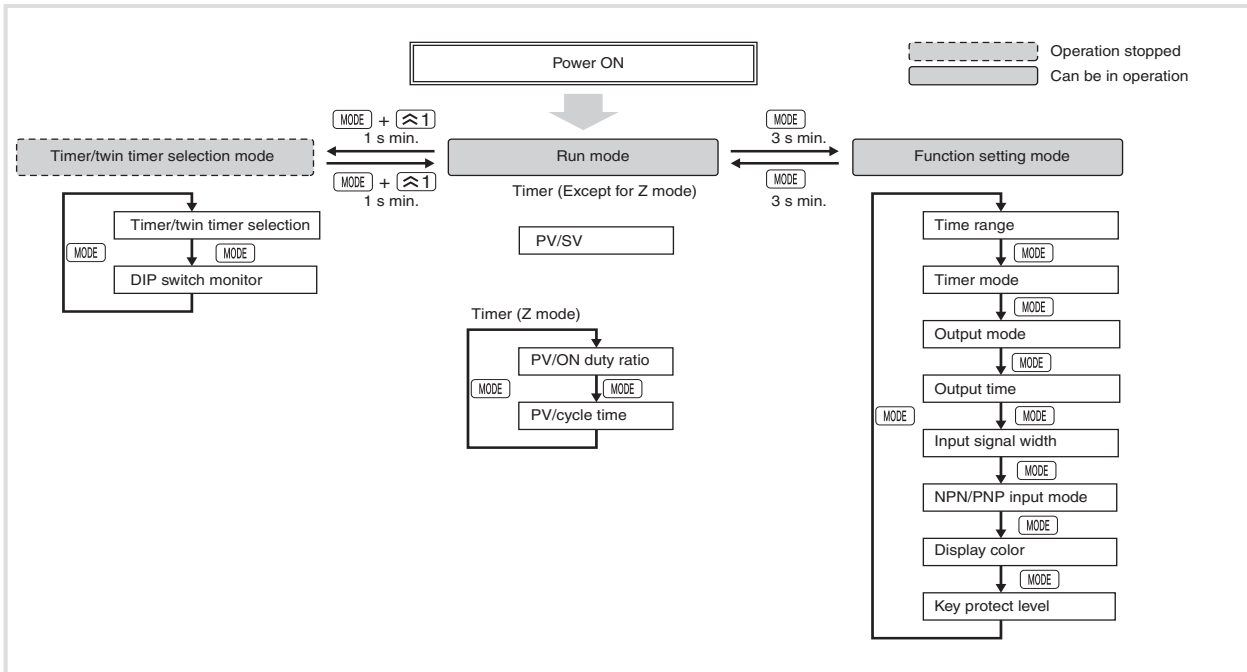 Power ON
Operation stopped
Can be in operation
MODE + ︽1
1 s min.
MODE
3 s min.
Timer/twin timer selection mode
Run mode
Function setting mode
MODE + ︽1
1 s min.
MODE
3 s min.
Timer/twin timer selection
MODE
MODE
DIP switch monitor
Timer (Except for Z mode)
PV/SV
Timer (Z mode)
PV/ON duty ratio
MODE
MODE
PV/cycle time
Time range
MODE
Timer mode
MODE
Output mode
MODE
Output time
MODE
MODE
Input signal width
MODE
NPN/PNP input mode
MODE
Display color
MODE
Key protect level